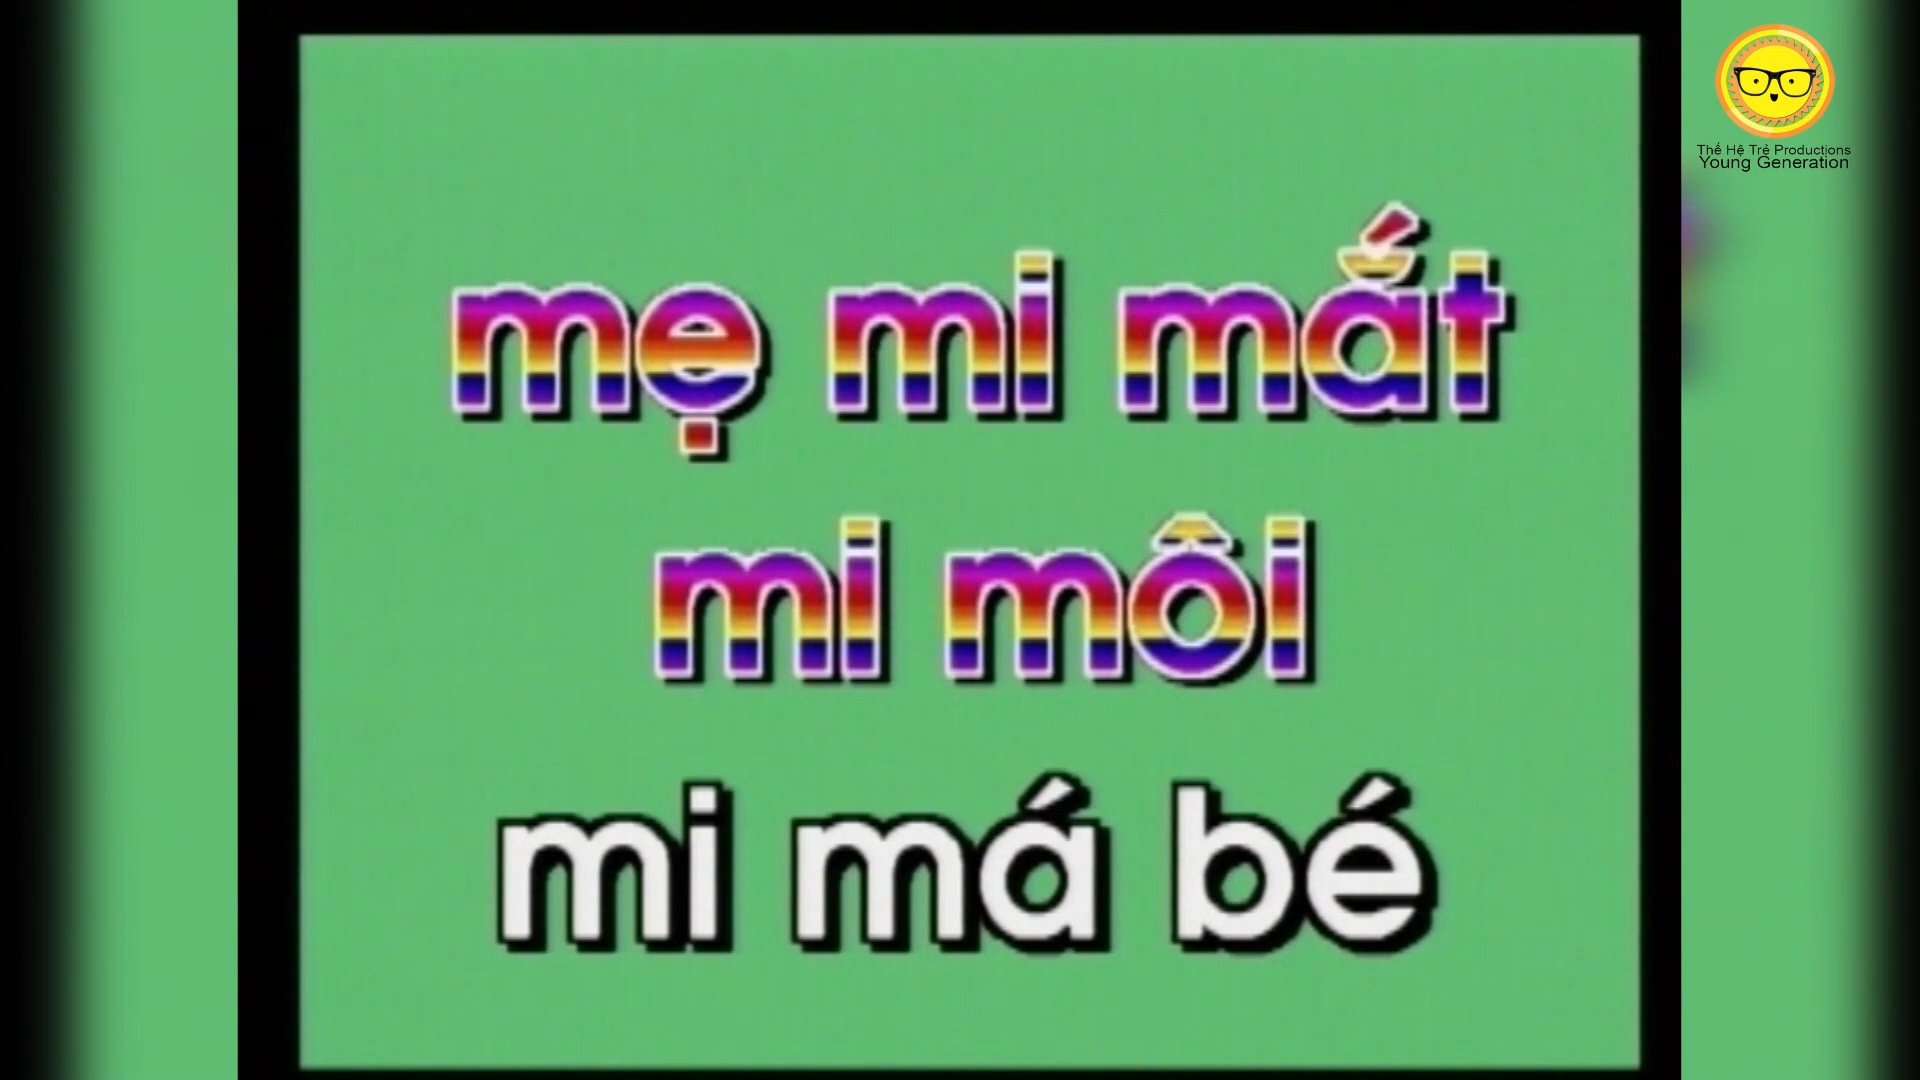 mẹ mi mắt
mi môi
mi má bé
Thế Hệ Trẻ Productions
Young Generation